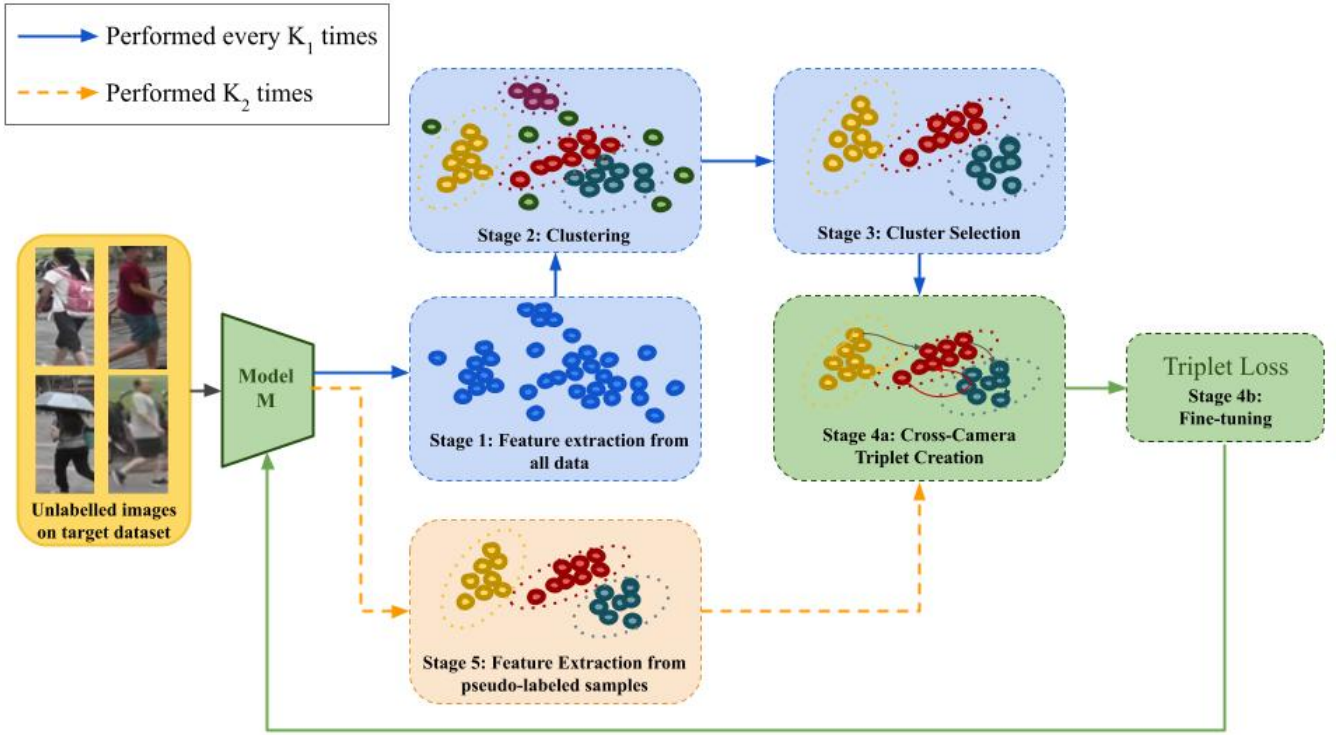 Performed every K1 times
Performed K2 times
Stage 2: Clustering
Stage 3: Cluster Selection
Unlabelled images
on target dataset
Model
M
Stage 1: Feature extraction from
all data
Stage 4a: Cross-Camera
Triplet Creation
Triplet Loss
Stage 4b:
Fine-tuning
Stage 5: Feature Extraction from
pseudo-labeled samples